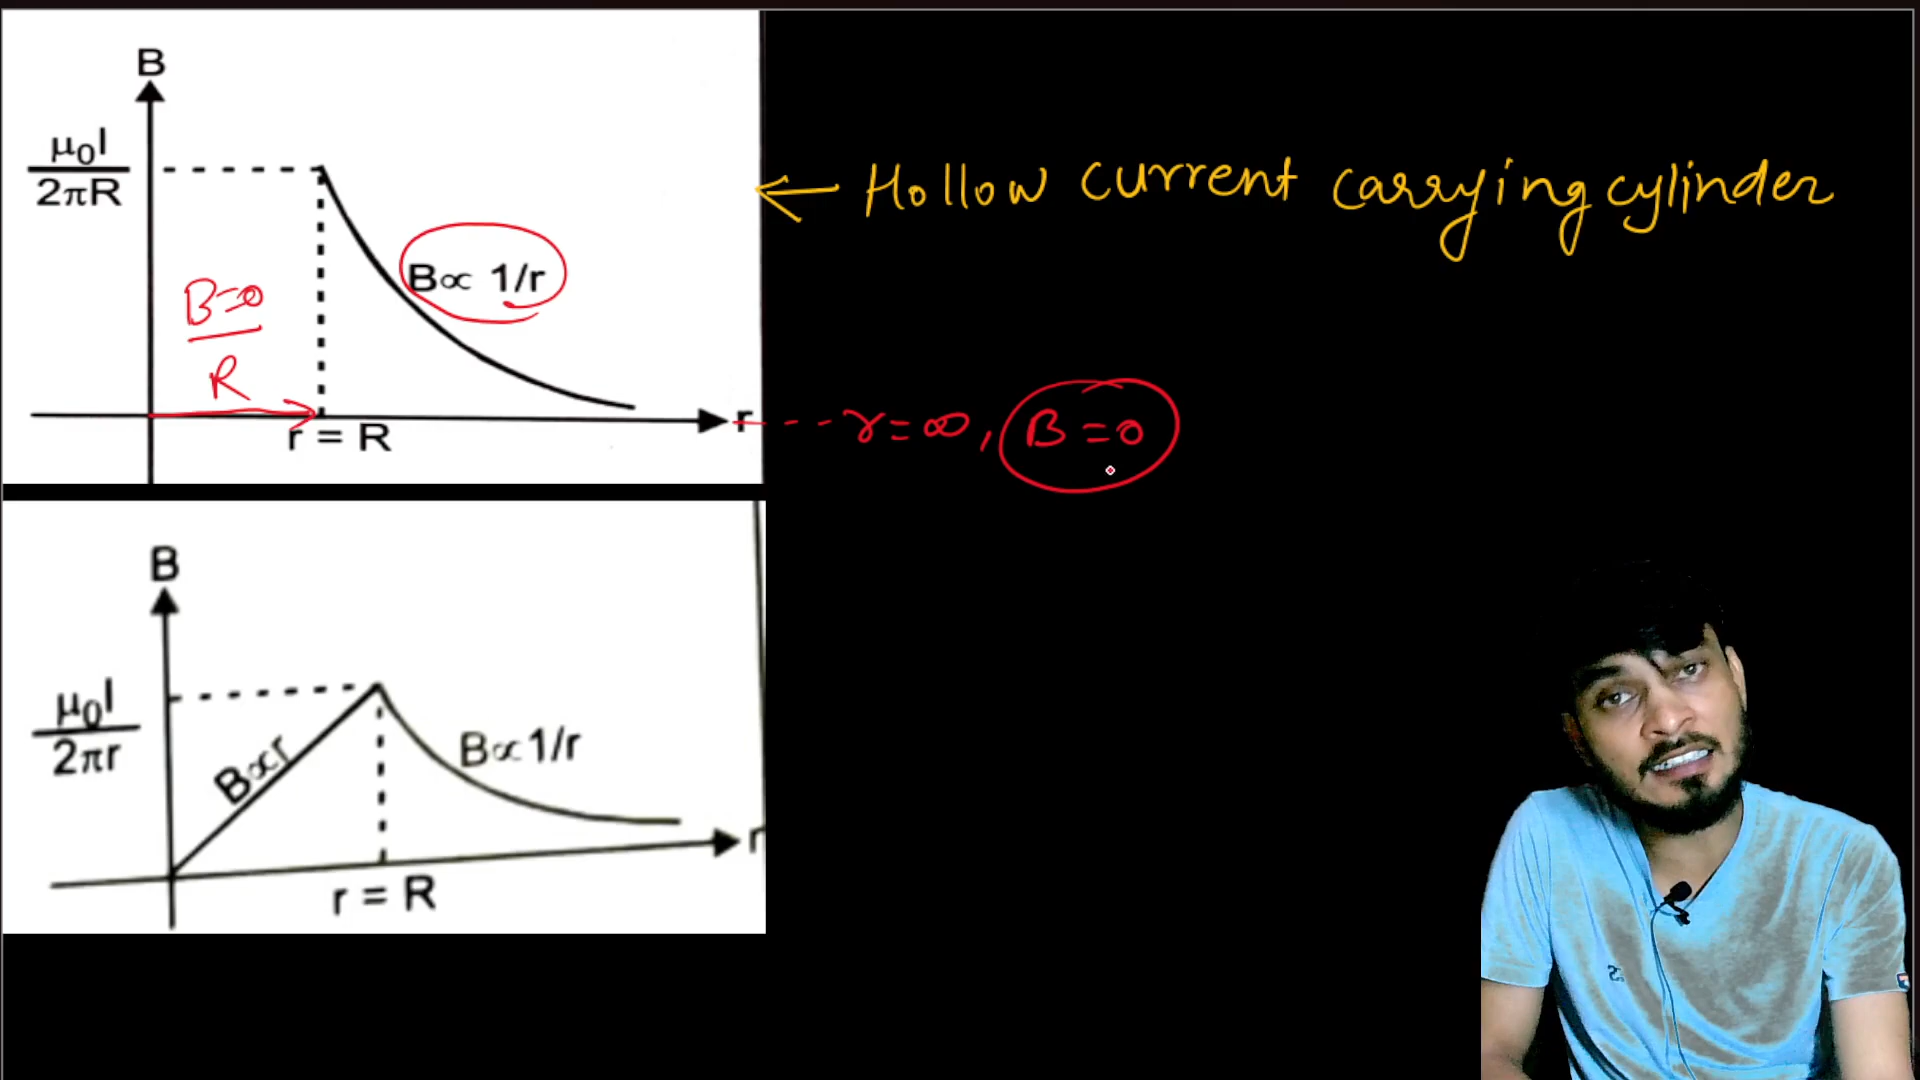 B
μ₀I
2πR
← Hollow current carrying cylinder
B∝ 1/r
B=0
R
r = R
r
r=∞, B=0
B
μ₀I
2πr
B∝r
B∝1/r
r
r = R